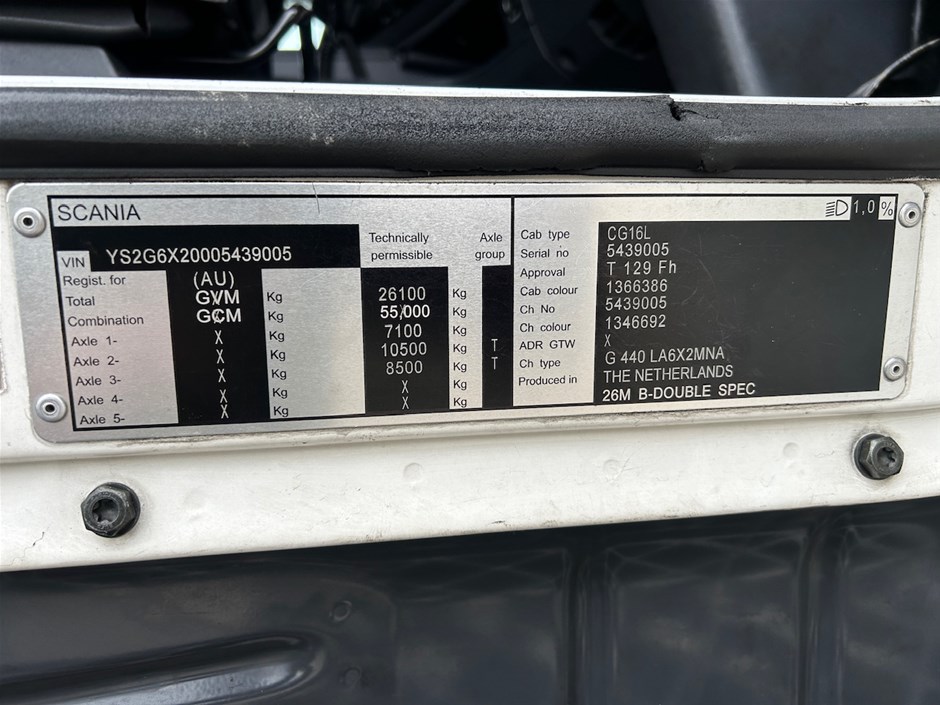 SCANIA
VIN YS2G6X20005439005
Technically permissible
Axle group
Regist. for (AU)
Total GVM Kg 26100 Kg
Combination GCM Kg 55000 Kg
Axle 1- X Kg 7100 Kg
Axle 2- X Kg 10500 Kg T
Axle 3- X Kg 8500 Kg T
Axle 4- X Kg X Kg
Axle 5- X Kg X Kg
1,0 %
Cab type CG16L
Serial no 5439005
Approval T 129 Fh
Cab colour 1366386
Ch No 5439005
Ch colour 1346692
ADR GTW X
Ch type G 440 LA6X2MNA
Produced in THE NETHERLANDS
26M B-DOUBLE SPEC